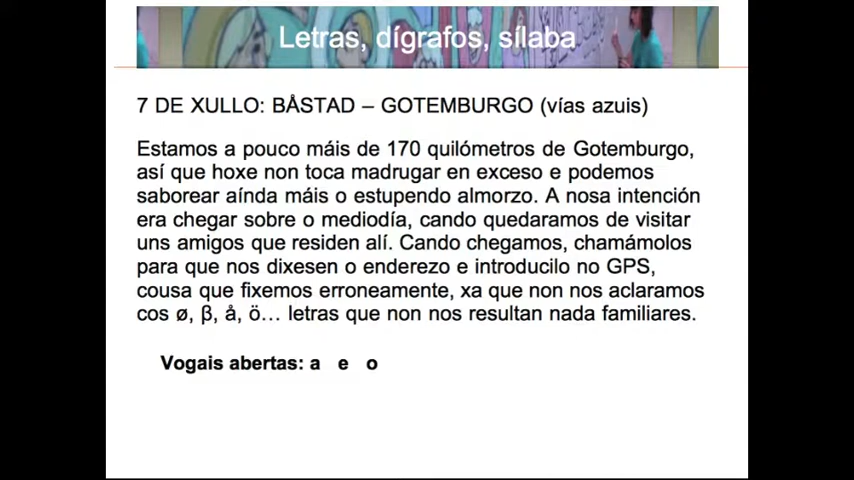 Letras, dígrafos, sílaba
7 DE XULLO: BÅSTAD – GOTEMBURGO (vías azuis)
Estamos a pouco máis de 170 quilómetros de Gotemburgo,
así que hoxe non toca madrugar en exceso e podemos
saborear aínda máis o estupendo almorzo. A nosa intención
era chegar sobre o mediodía, cando quedaramos de visitar
uns amigos que residen alí. Cando chegamos, chamámolos
para que nos dixesen o enderezo e introducilo no GPS,
cousa que fixemos erroneamente, xa que non nos aclaramos
cos ø, β, å, ö… letras que non nos resultan nada familiares.
Vogais abertas: a e o